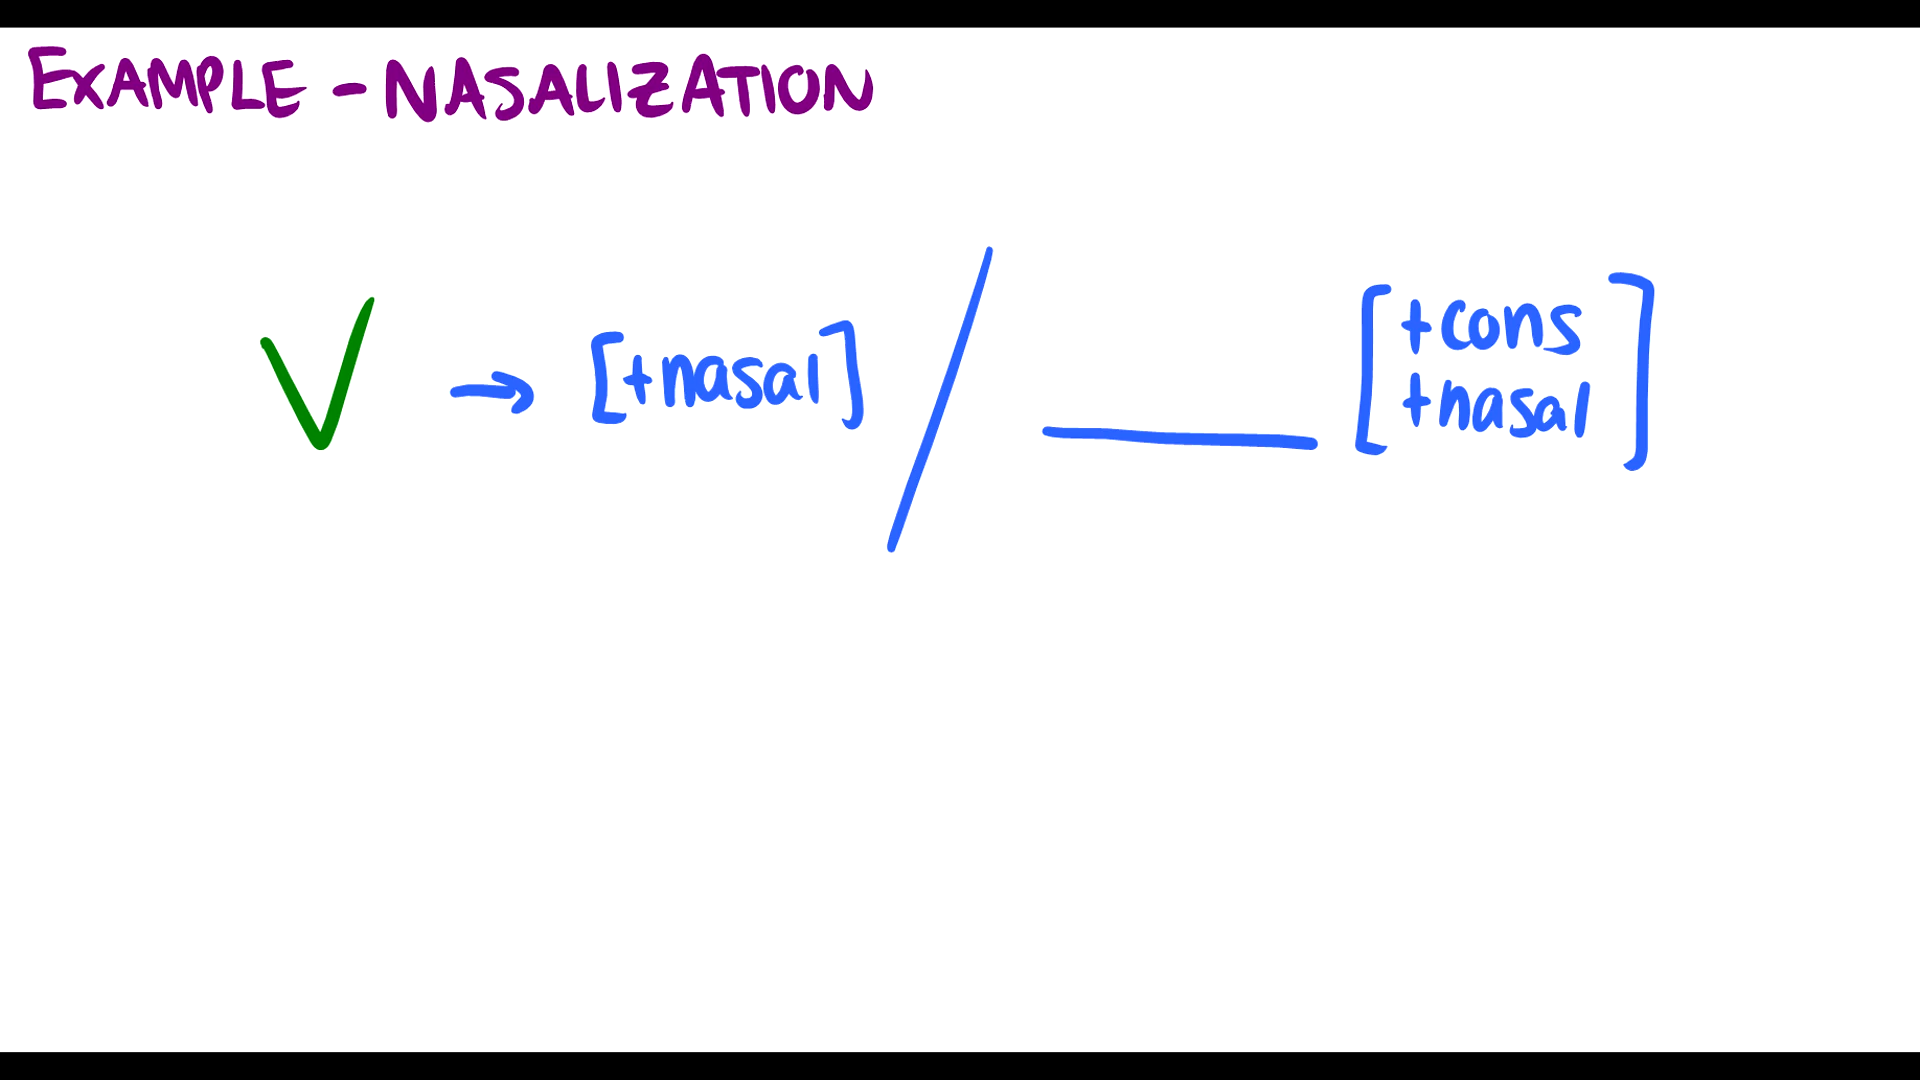 EXAMPLE - NASALIZATION
V → [+nasal] / ___ [+cons
+nasal]